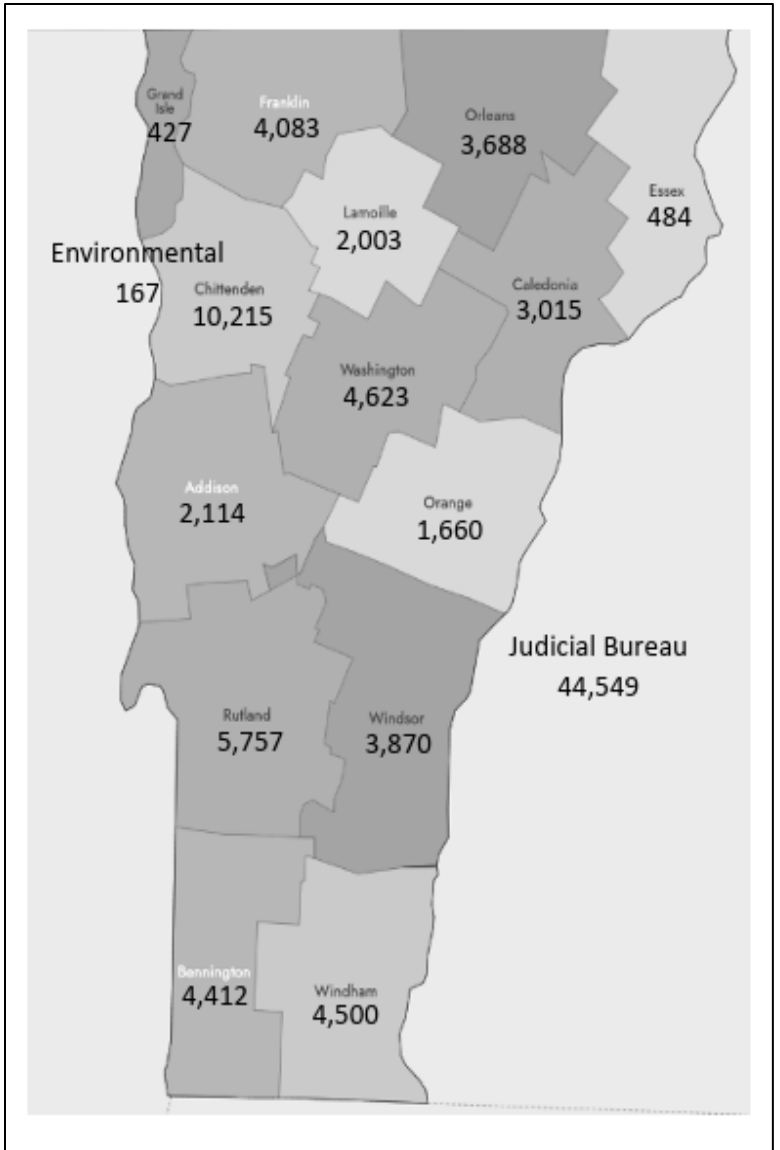 Grand
Isle
427
Franklin
4,083
Orleans
3,688
Essex
484
Lamoille
2,003
Environmental
167
Chittenden
10,215
Caledonia
3,015
Washington
4,623
Addison
2,114
Orange
1,660
Judicial Bureau
44,549
Rutland
5,757
Windsor
3,870
Bennington
4,412
Windham
4,500